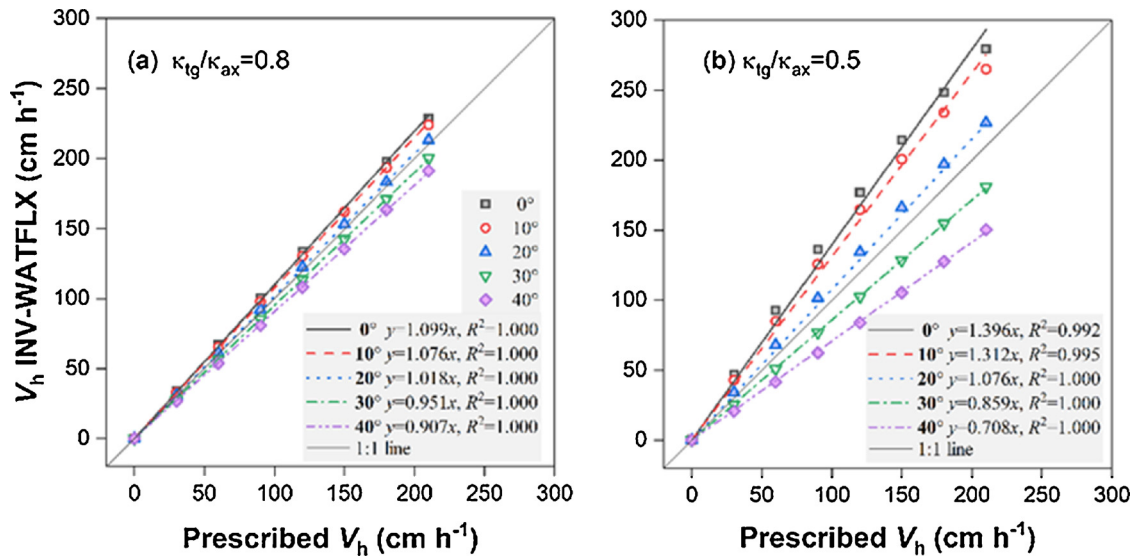 (a) κtg/κax=0.8
300
250
200
150
100
50
0
0°
10°
20°
30°
40°
0° y=1.099x, R²=1.000
10° y=1.076x, R²=1.000
20° y=1.018x, R²=1.000
30° y=0.951x, R²=1.000
40° y=0.907x, R²=1.000
1:1 line
0 50 100 150 200 250 300
Vh INV-WATFLX (cm h⁻¹)
Prescribed Vh (cm h⁻¹)
(b) κtg/κax=0.5
300
250
200
150
100
50
0
0° y=1.396x, R²=0.992
10° y=1.312x, R²=0.995
20° y=1.076x, R²=1.000
30° y=0.859x, R²=1.000
40° y=0.708x, R²=1.000
1:1 line
0 50 100 150 200 250 300
Prescribed Vh (cm h⁻¹)